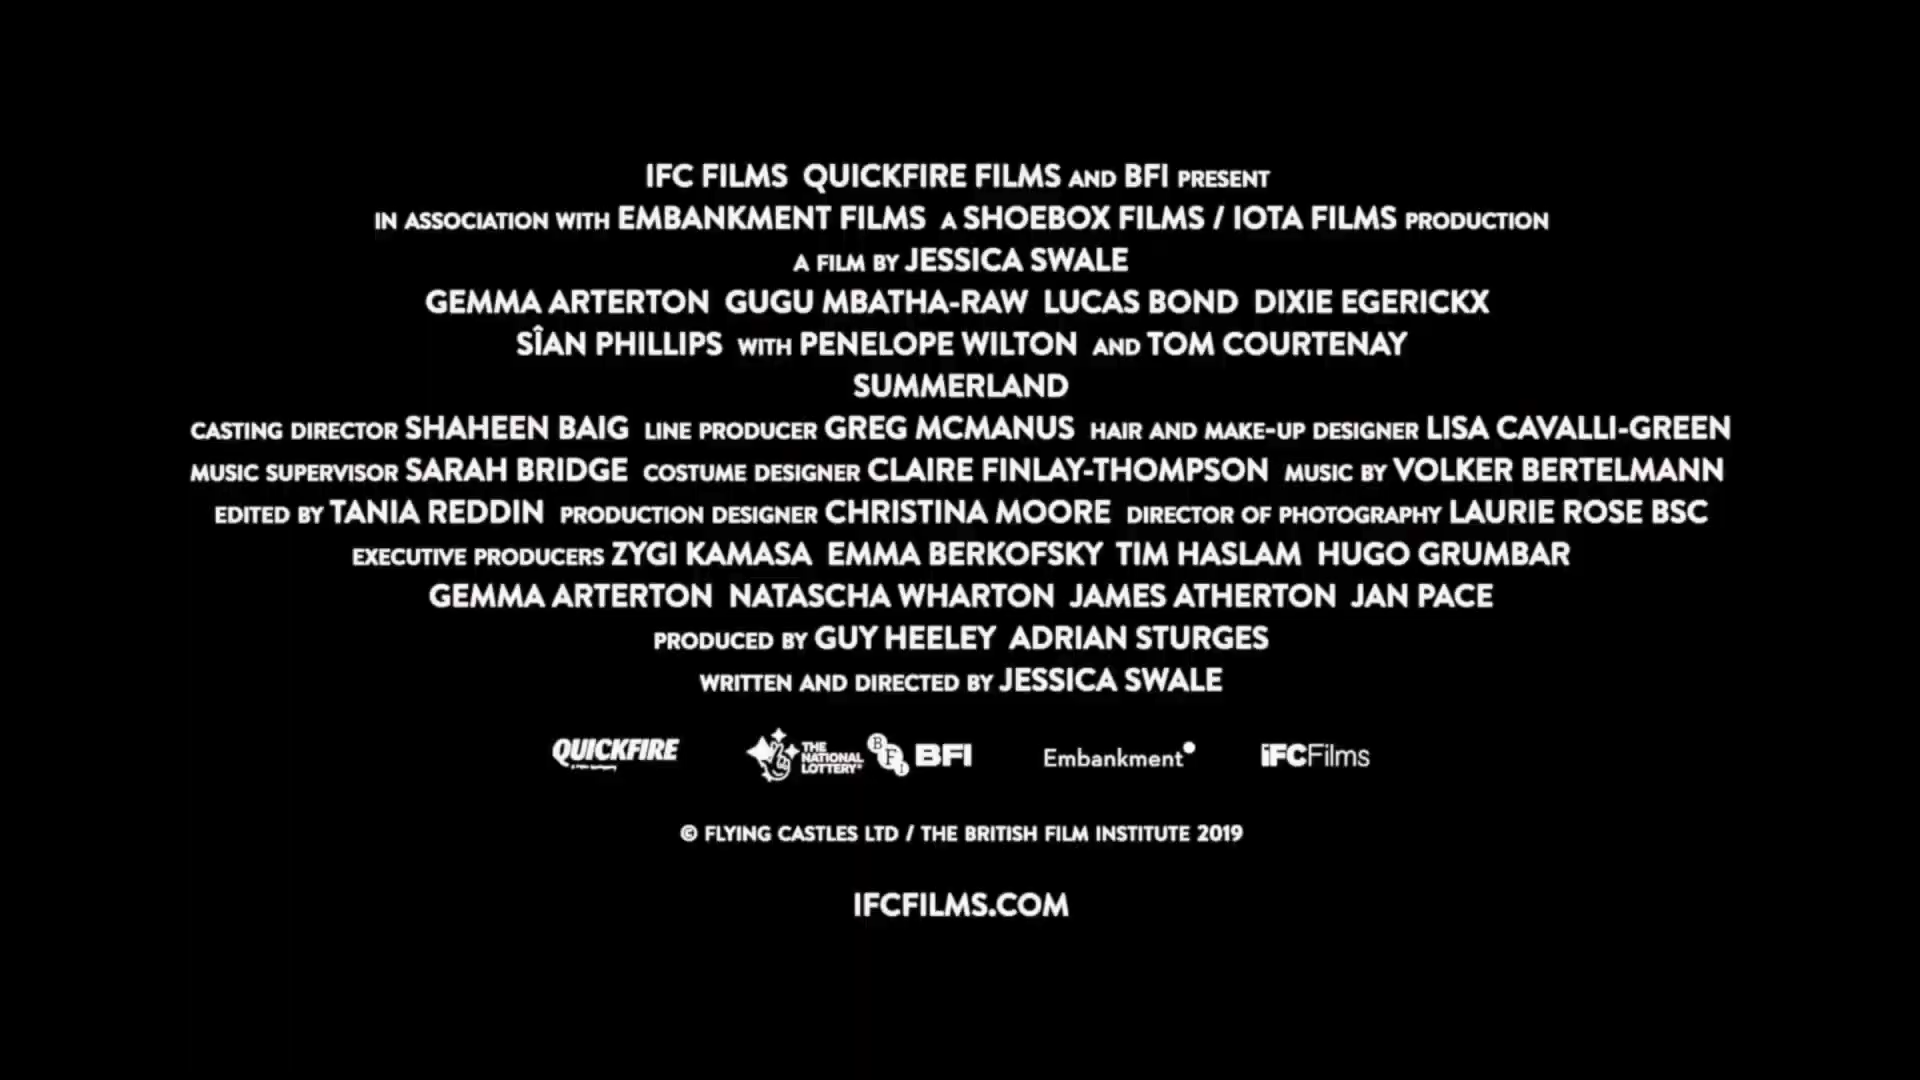 IFC FILMS QUICKFIRE FILMS AND BFI PRESENT
IN ASSOCIATION WITH EMBANKMENT FILMS A SHOEBOX FILMS / IOTA FILMS PRODUCTION
A FILM BY JESSICA SWALE
GEMMA ARTERTON GUGU MBATHA-RAW LUCAS BOND DIXIE EGERICKX
SÎAN PHILLIPS WITH PENELOPE WILTON AND TOM COURTENAY
SUMMERLAND
CASTING DIRECTOR SHAHEEN BAIG LINE PRODUCER GREG MCMANUS HAIR AND MAKE-UP DESIGNER LISA CAVALLI-GREEN
MUSIC SUPERVISOR SARAH BRIDGE COSTUME DESIGNER CLAIRE FINLAY-THOMPSON MUSIC BY VOLKER BERTELMANN
EDITED BY TANIA REDDIN PRODUCTION DESIGNER CHRISTINA MOORE DIRECTOR OF PHOTOGRAPHY LAURIE ROSE BSC
EXECUTIVE PRODUCERS ZYGI KAMASA EMMA BERKOFSKY TIM HASLAM HUGO GRUMBAR
GEMMA ARTERTON NATASCHA WHARTON JAMES ATHERTON JAN PACE
PRODUCED BY GUY HEELEY ADRIAN STURGES
WRITTEN AND DIRECTED BY JESSICA SWALE
QUICKFIRE THE NATIONAL LOTTERY® BFI BFI Embankment IFCFilms
© FLYING CASTLES LTD / THE BRITISH FILM INSTITUTE 2019
IFCFILMS.COM